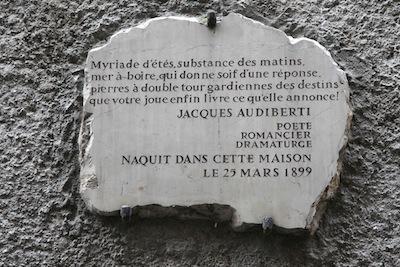 Myriade d'étés, substance des matins,
mer à-boire, qui donne soif d'une réponse,
pierres à double tour gardiennes des destins
que votre joue enfin livre ce qu'elle annonce!
JACQUES AUDIBERTI
POETE
ROMANCIER
DRAMATURGE
NAQUIT DANS CETTE MAISON
LE 25 MARS 1899